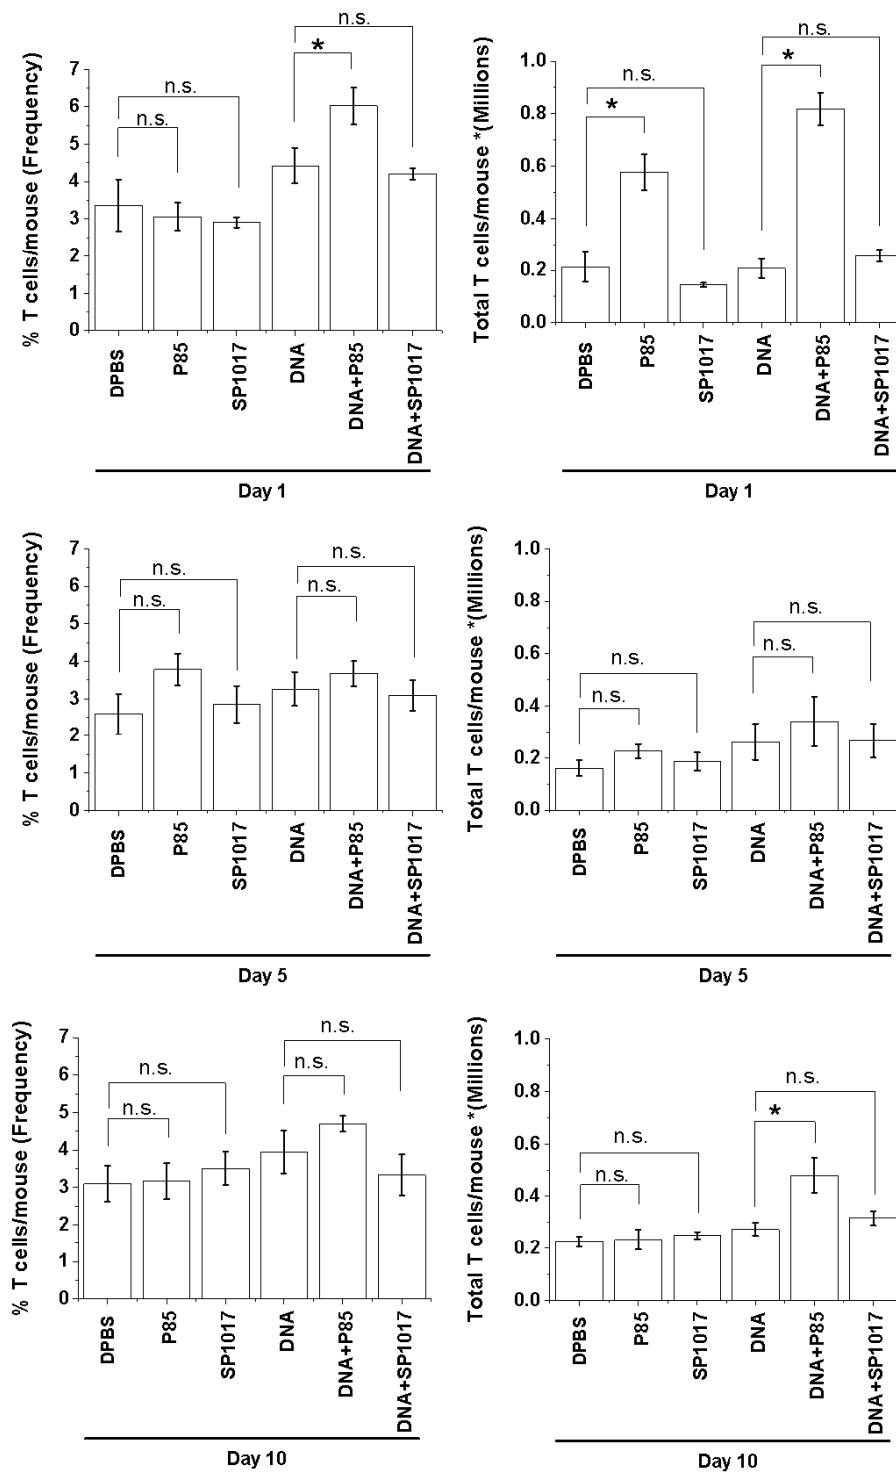 n.s.
*
n.s.
n.s.
% T cells/mouse (Frequency)
7
6
5
4
3
2
1
0
DPBS
P85
SP1017
DNA
DNA+P85
DNA+SP1017
Day 1
n.s.
*
n.s.
*
Total T cells/mouse *(Millions)
1.0
0.8
0.6
0.4
0.2
0.0
DPBS
P85
SP1017
DNA
DNA+P85
DNA+SP1017
Day 1
n.s.
n.s.
n.s.
n.s.
% T cells/mouse (Frequency)
7
6
5
4
3
2
1
0
DPBS
P85
SP1017
DNA
DNA+P85
DNA+SP1017
Day 5
n.s.
n.s.
n.s.
n.s.
Total T cells/mouse *(Millions)
1.0
0.8
0.6
0.4
0.2
0.0
DPBS
P85
SP1017
DNA
DNA+P85
DNA+SP1017
Day 5
n.s.
n.s.
n.s.
n.s.
% T cells/mouse (Frequency)
7
6
5
4
3
2
1
0
DPBS
P85
SP1017
DNA
DNA+P85
DNA+SP1017
Day 10
n.s.
*
n.s.
n.s.
Total T cells/mouse *(Millions)
1.0
0.8
0.6
0.4
0.2
0.0
DPBS
P85
SP1017
DNA
DNA+P85
DNA+SP1017
Day 10